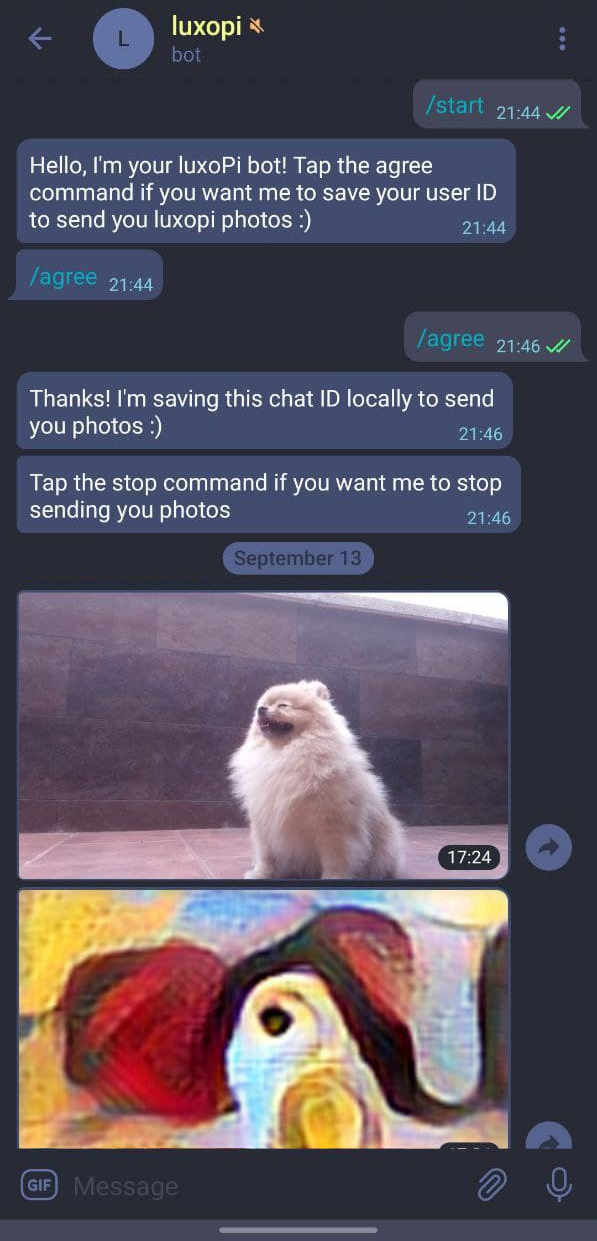 L
luxopi
bot
/start 21:44
Hello, I'm your luxoPi bot! Tap the agree
command if you want me to save your user ID
to send you luxopi photos :) 21:44
/agree 21:44
/agree 21:46
Thanks! I'm saving this chat ID locally to send
you photos :) 21:46
Tap the stop command if you want me to stop
sending you photos 21:46
September 13
17:24
GIF Message